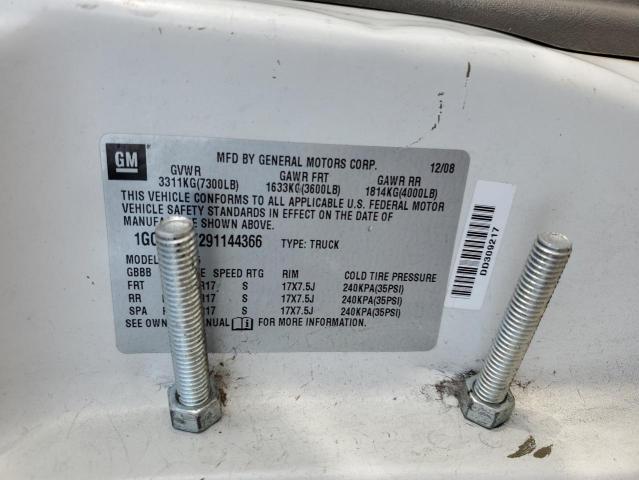 GM
MFD BY GENERAL MOTORS CORP. 12/08
GVWR GAWR FRT GAWR RR
3311KG(7300LB) 1633KG(3600LB) 1814KG(4000LB)
THIS VEHICLE CONFORMS TO ALL APPLICABLE U.S. FEDERAL MOTOR
VEHICLE SAFETY STANDARDS IN EFFECT ON THE DATE OF
MANUFACTURE SHOWN ABOVE.
291144366 TYPE: TRUCK
GBBB SPEED RTG RIM COLD TIRE PRESSURE
FRT S 17X7.5J 240KPA(35PSI)
RR S 17X7.5J 240KPA(35PSI)
SPA S 17X7.5J 240KPA(35PSI)
SEE FOR MORE INFORMATION.
DD309217